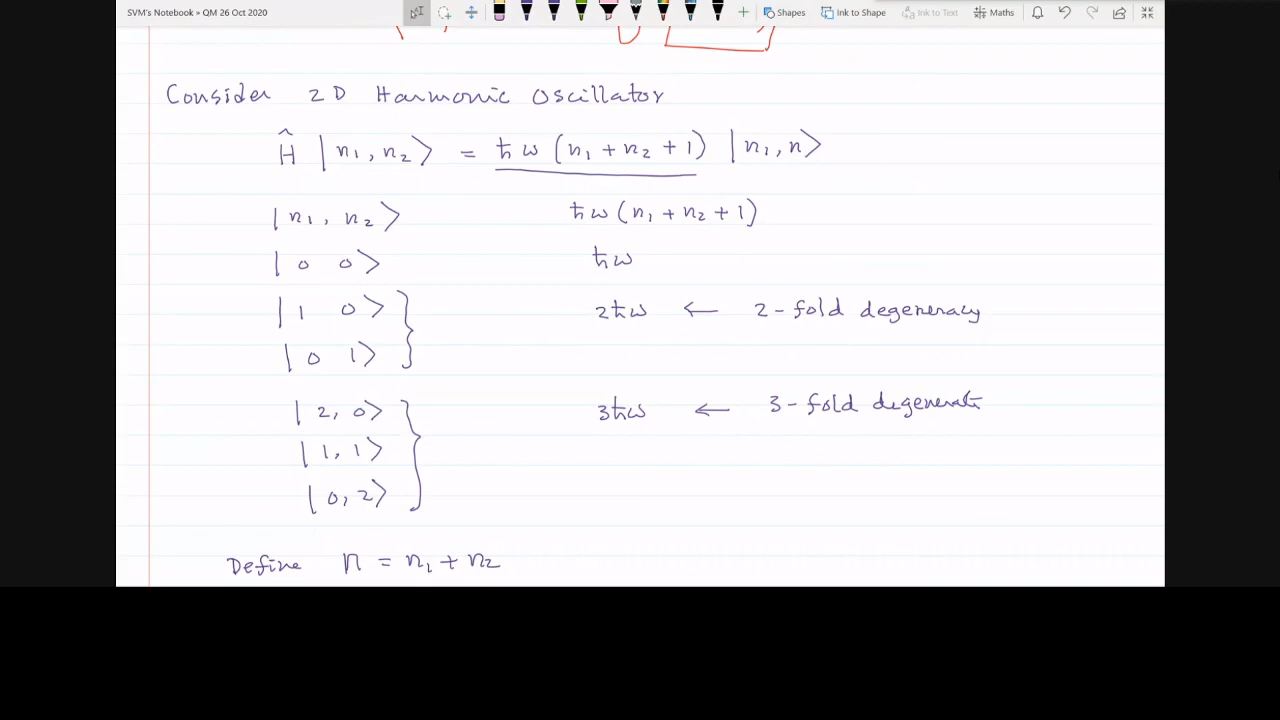 SVM's Notebook » QM 26 Oct 2020
Shapes Ink to Shape Ink to Text Maths
Consider 2D Harmonic Oscillator
Ĥ |n₁, n₂⟩ = ħω (n₁ + n₂ + 1) |n₁, n⟩
|n₁, n₂⟩ ħω (n₁ + n₂ + 1)
|0 0⟩ ħω
|1 0⟩ 2ħω ← 2-fold degeneracy
|0 1⟩
|2, 0⟩ 3ħω ← 3-fold degenerate
|1, 1⟩
|0, 2⟩
Define n = n₁ + n₂